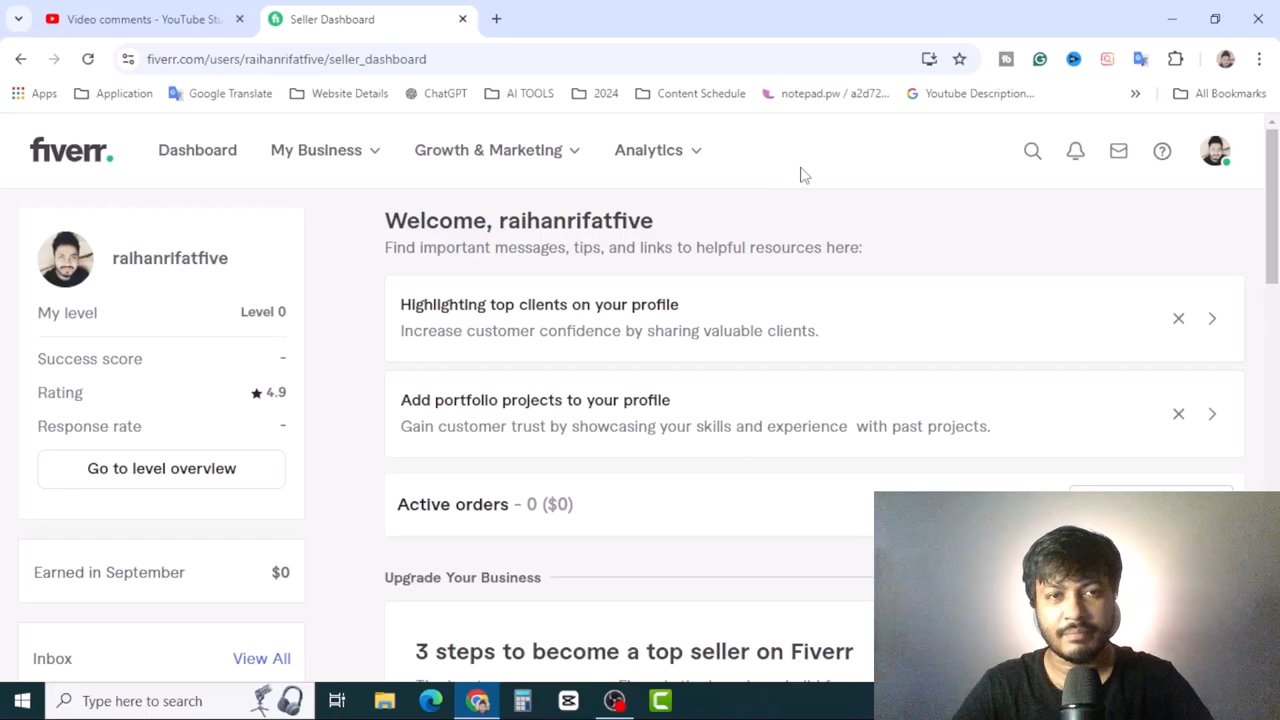 Video comments - YouTube Stu
Seller Dashboard
fiverr.com/users/raihanrifatfive/seller_dashboard
Apps
Application
Google Translate
Website Details
ChatGPT
AI TOOLS
2024
Content Schedule
notepad.pw / a2d72...
Youtube Description...
All Bookmarks
fiverr.
Dashboard
My Business
Growth & Marketing
Analytics
raihanrifatfive
My level
Level 0
Success score
-
Rating
★ 4.9
Response rate
-
Go to level overview
Earned in September
$0
Inbox
View All
Welcome, raihanrifatfive
Find important messages, tips, and links to helpful resources here:
Highlighting top clients on your profile
Increase customer confidence by sharing valuable clients.
Add portfolio projects to your profile
Gain customer trust by showcasing your skills and experience with past projects.
Active orders - 0 ($0)
Upgrade Your Business
3 steps to become a top seller on Fiverr
Type here to search